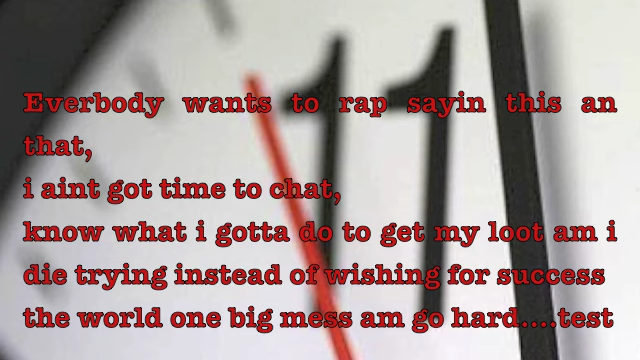 11
Everbody wants to rap sayin this an
that,
i aint got time to chat,
know what i gotta do to get my loot am i
die trying instead of wishing for success
the world one big mess am go hard....test